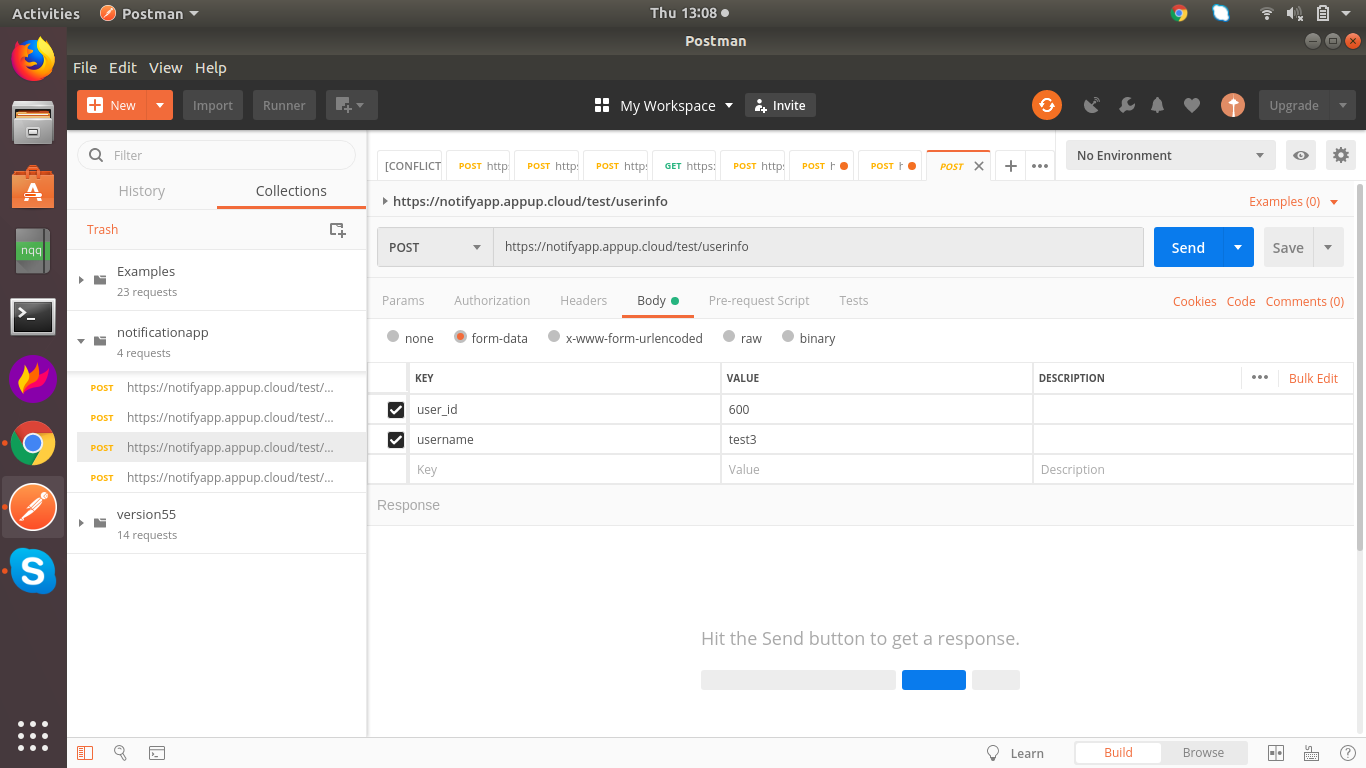 Activities Postman Thu 13:08
Postman
File Edit View Help
New Import Runner My Workspace Invite Upgrade
Filter
History Collections
Trash
Examples
23 requests
notificationapp
4 requests
POST https://notifyapp.appup.cloud/test/...
POST https://notifyapp.appup.cloud/test/...
POST https://notifyapp.appup.cloud/test/...
POST https://notifyapp.appup.cloud/test/...
version55
14 requests
nqq
[CONFLICT POST http POST http POST http GET https: POST http POST h POST h POST
No Environment
https://notifyapp.appup.cloud/test/userinfo Examples (0)
POST https://notifyapp.appup.cloud/test/userinfo Send Save
Params Authorization Headers Body Pre-request Script Tests Cookies Code Comments (0)
none form-data x-www-form-urlencoded raw binary
KEY VALUE DESCRIPTION Bulk Edit
user_id 600
username test3
Key Value Description
Response
Hit the Send button to get a response.
Learn Build Browse